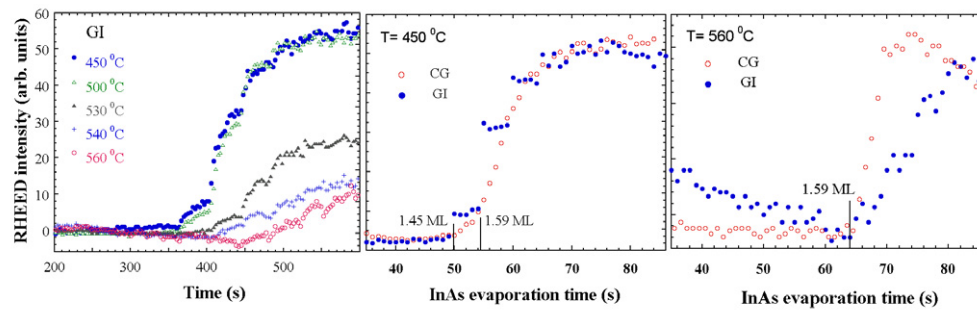 GI
450 ⁰C
500 ⁰C
530 ⁰C
540 ⁰C
560 ⁰C
RHEED intensity (arb. units)
60
50
40
30
20
10
0
200 300 400 500
Time (s)
T= 450 ⁰C
CG
GI
1.45 ML
1.59 ML
40 50 60 70 80
InAs evaporation time (s)
T= 560 ⁰C
CG
GI
1.59 ML
40 50 60 70 80
InAs evaporation time (s)